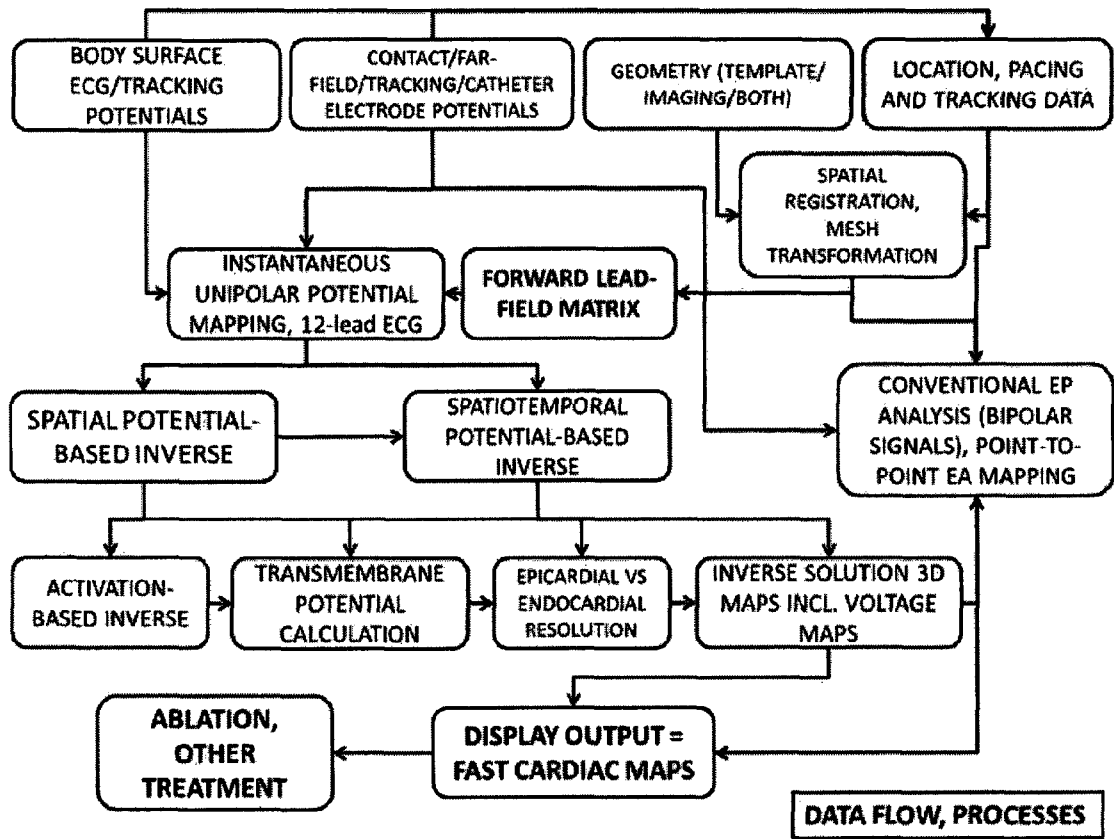 BODY SURFACE
ECG/TRACKING
POTENTIALS
CONTACT/FAR-
FIELD/TRACKING/CATHETER
ELECTRODE POTENTIALS
GEOMETRY (TEMPLATE/
IMAGING/BOTH)
LOCATION, PACING
AND TRACKING DATA
SPATIAL
REGISTRATION,
MESH
TRANSFORMATION
INSTANTANEOUS
UNIPOLAR POTENTIAL
MAPPING, 12-lead ECG
FORWARD LEAD-
FIELD MATRIX
SPATIAL POTENTIAL-
BASED INVERSE
SPATIOTEMPORAL
POTENTIAL-BASED
INVERSE
CONVENTIONAL EP
ANALYSIS (BIPOLAR
SIGNALS), POINT-TO-
POINT EA MAPPING
ACTIVATION-
BASED INVERSE
TRANSMEMBRANE
POTENTIAL
CALCULATION
EPICARDIAL VS
ENDOCARDIAL
RESOLUTION
INVERSE SOLUTION 3D
MAPS INCL. VOLTAGE
MAPS
ABLATION,
OTHER
TREATMENT
DISPLAY OUTPUT =
FAST CARDIAC MAPS
DATA FLOW, PROCESSES